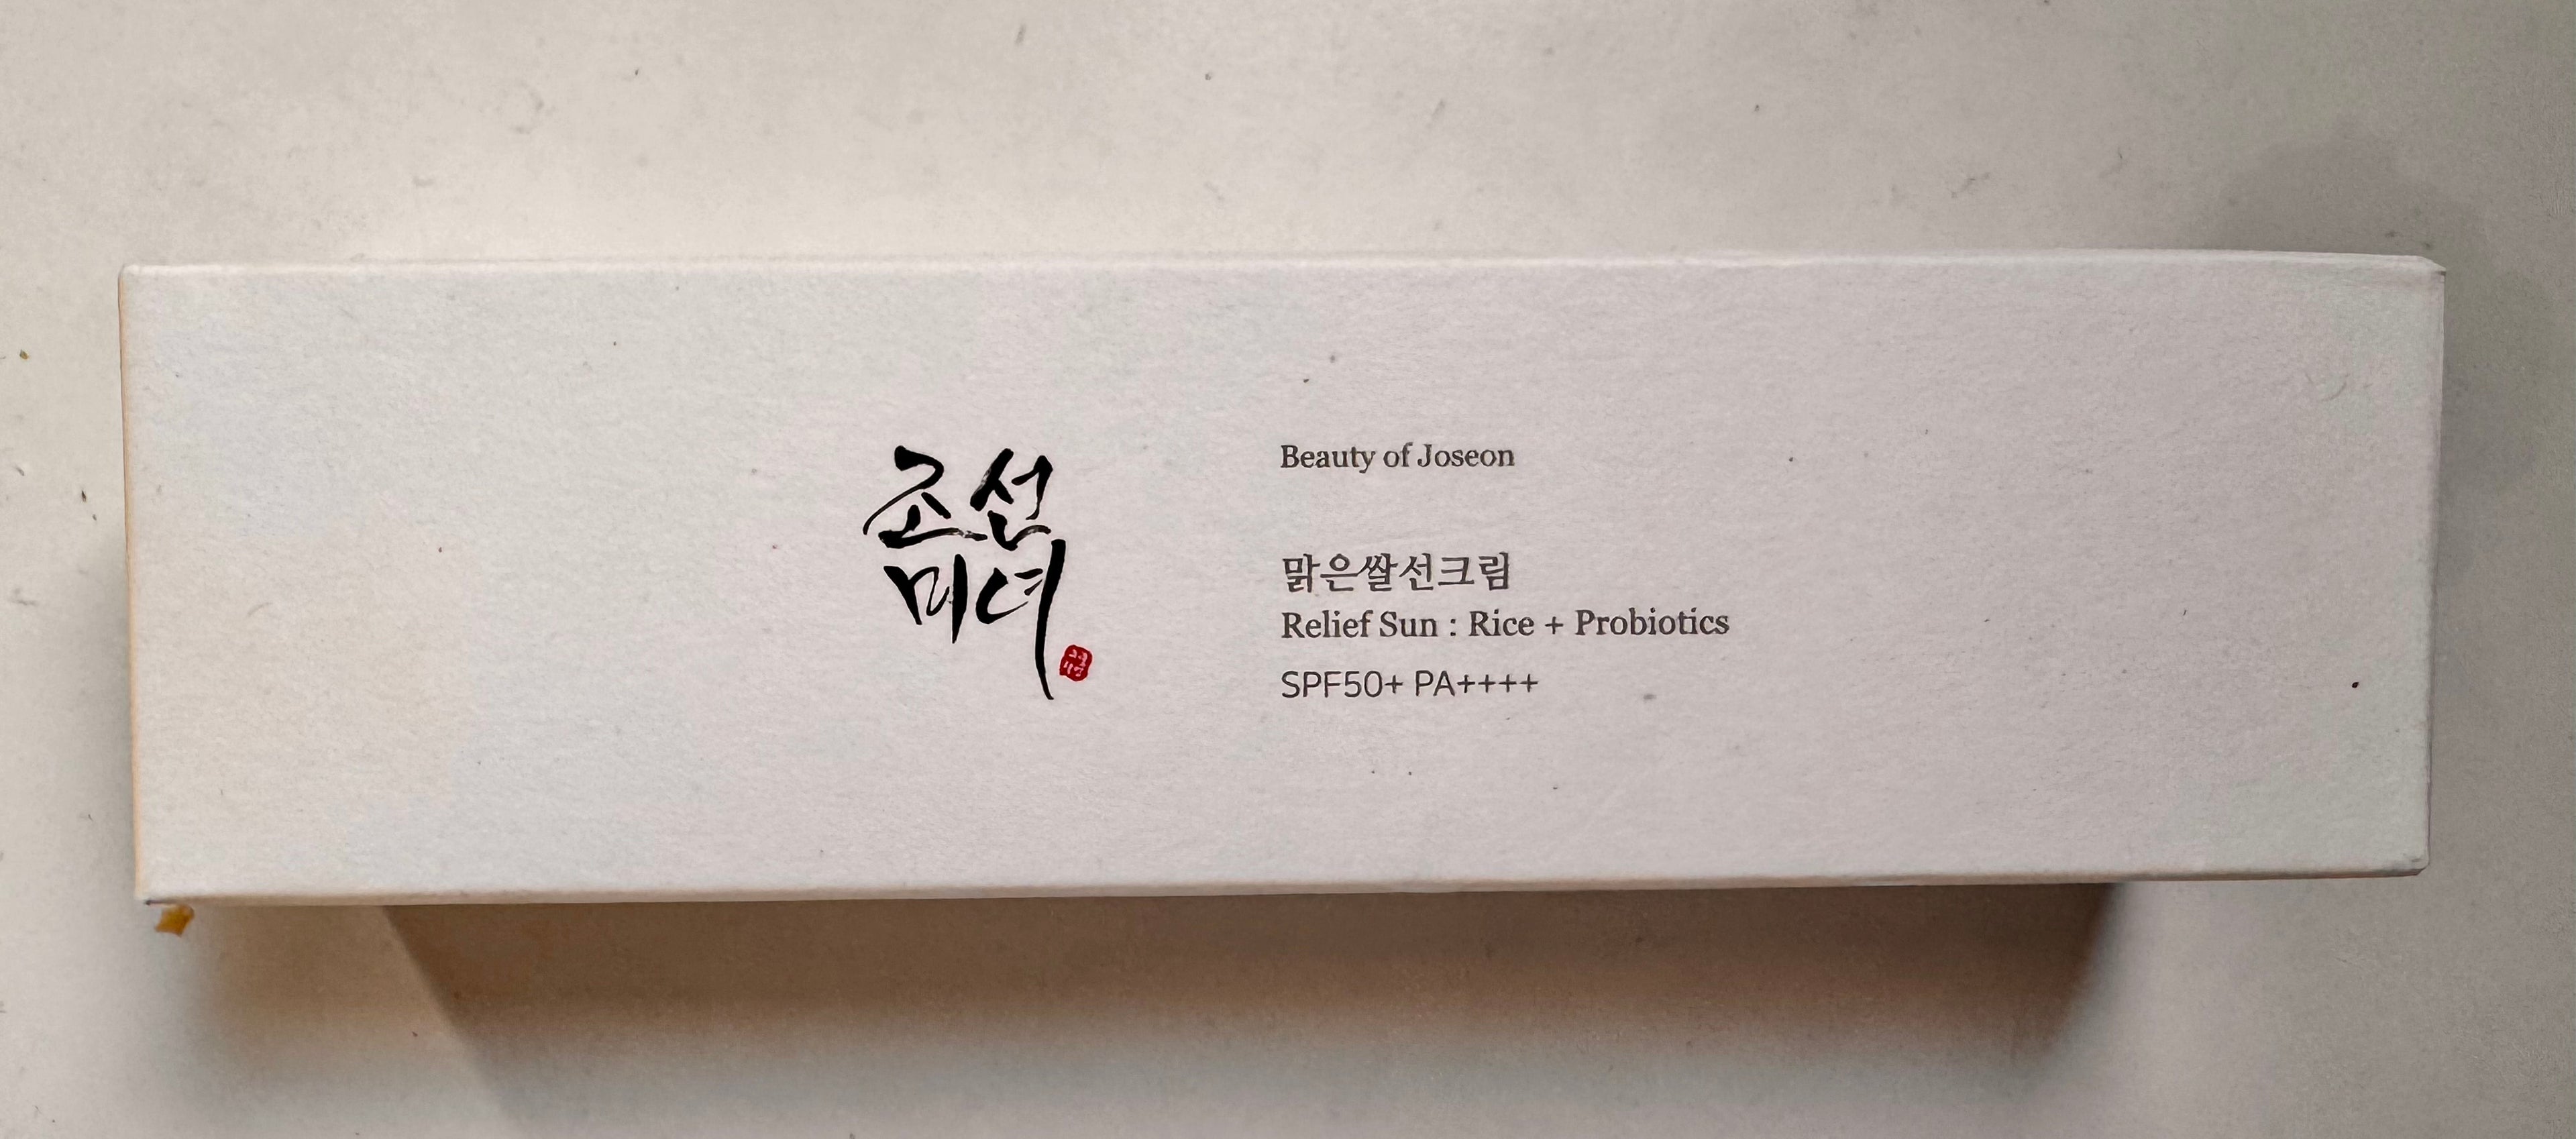 조선
미녀
Beauty of Joseon
맑은쌀선크림
Relief Sun : Rice + Probiotics
SPF50+ PA++++